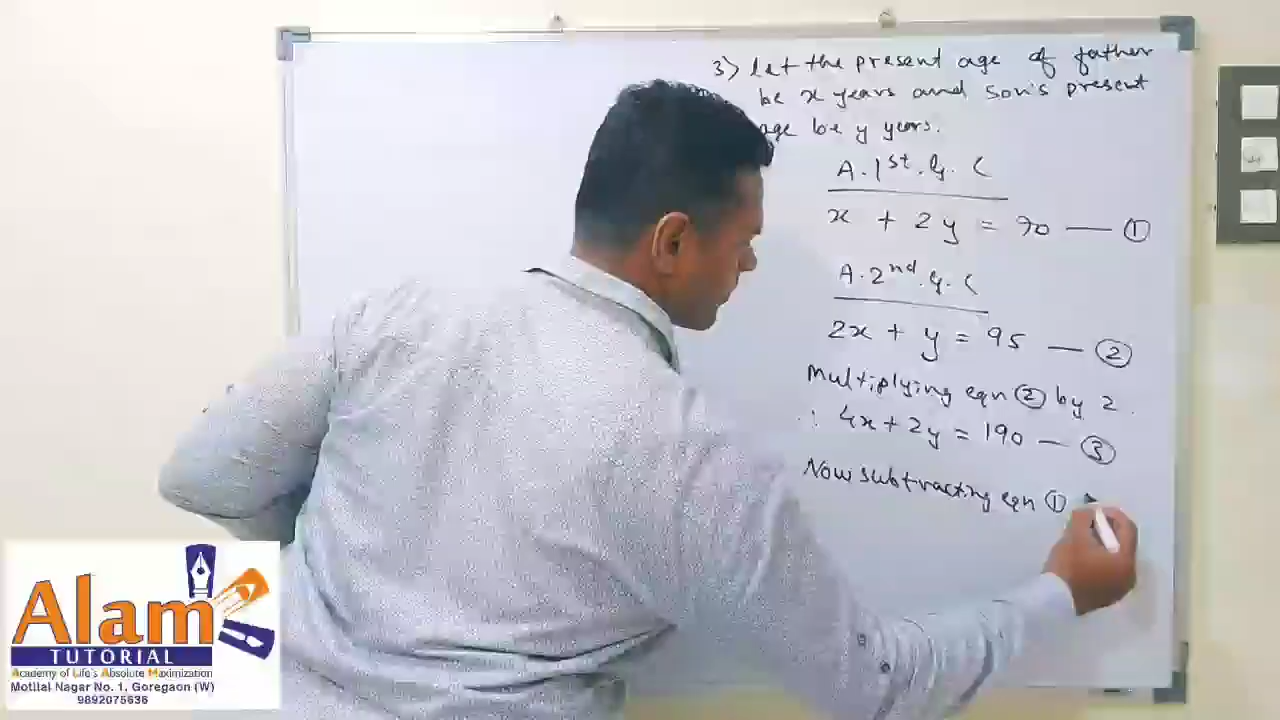 3) let the present age of father
be x years and son's present
age be y years.
A.1st.G.C
x + 2y = 70 — ①
A.2nd.G.C
2x + y = 95 — ②
Multiplying eqn ② by 2.
∴ 4x + 2y = 190 — ③
Now subtracting eqn ①
Alam
TUTORIAL
Academy of Life's Absolute Maximization
Motilal Nagar No. 1, Goregaon (W)
9892075636